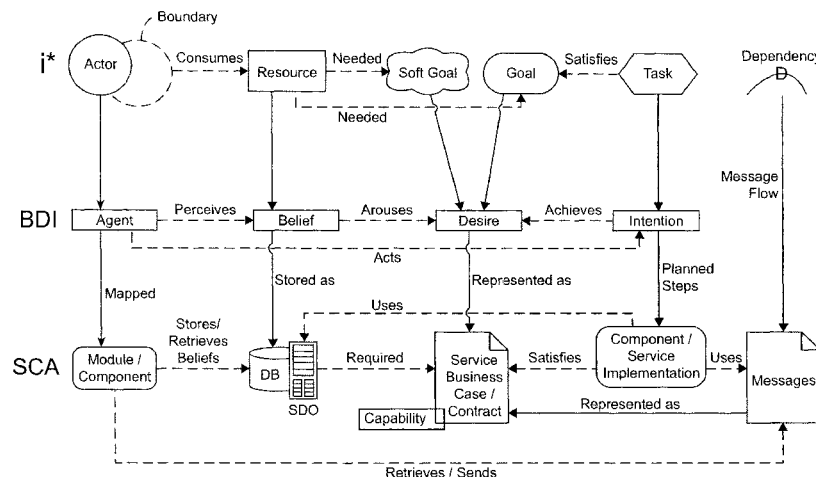 Boundary
i*
Actor
Consumes
Resource
Needed
Soft Goal
Goal
Satisfies
Task
Dependency
D
Needed
Message
Flow
BDI
Agent
Perceives
Belief
Arouses
Desire
Achieves
Intention
Acts
Mapped
Stored as
Represented as
Planned
Steps
Uses
SCA
Module /
Component
Stores/
Retrieves
Beliefs
DB
SDO
Required
Service
Business
Case /
Contract
Capability
Satisfies
Component /
Service
Implementation
Uses
Messages
Represented as
Retrieves / Sends